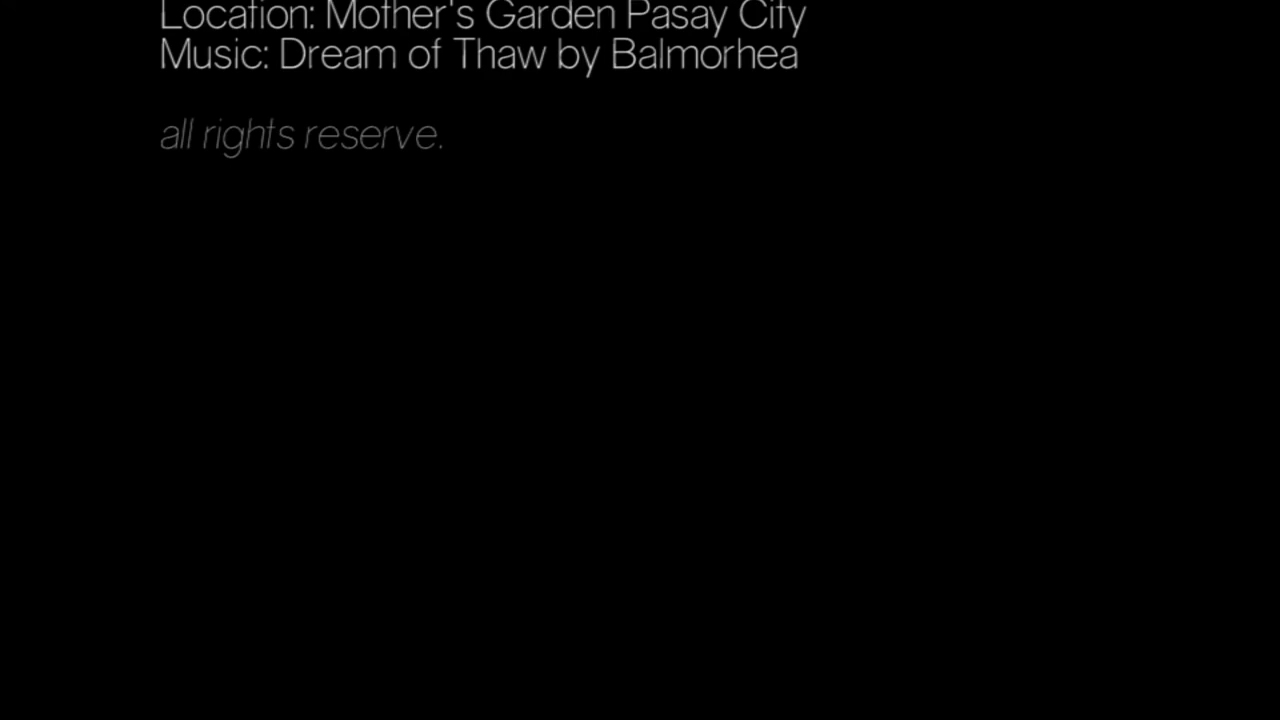 Location: Mother's Garden Pasay City
Music: Dream of Thaw by Balmorhea
all rights reserve.